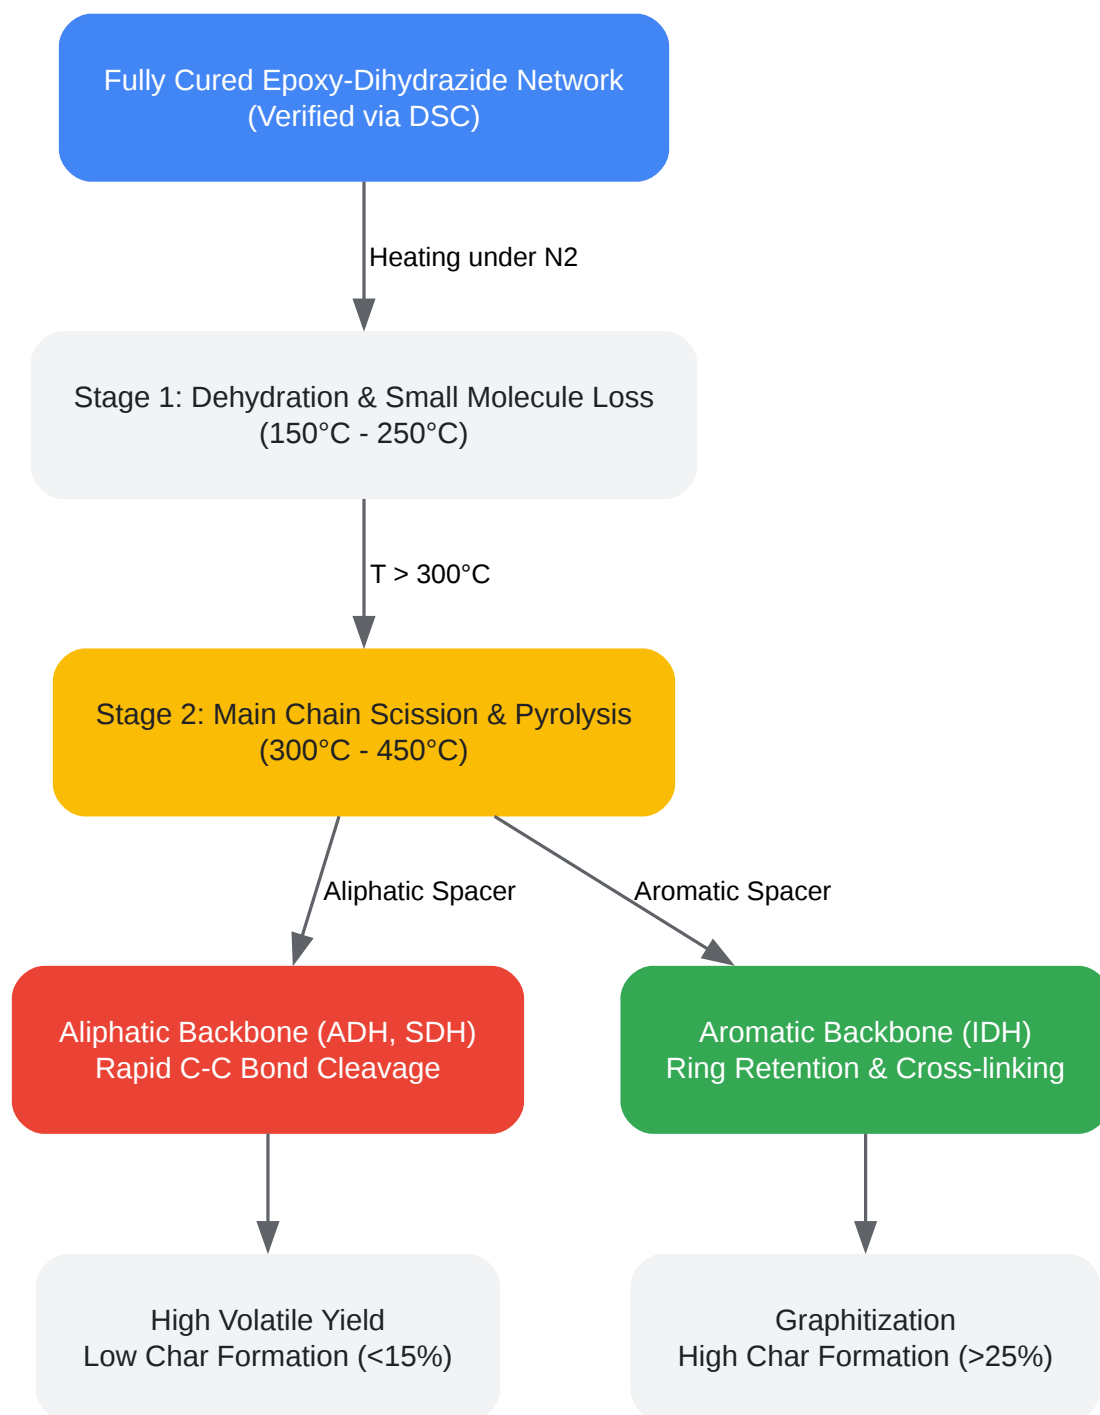 Fully Cured Epoxy-Dihydrazide Network
(Verified via DSC)
Heating under N2
Stage 1: Dehydration & Small Molecule Loss
(150°C - 250°C)
T > 300°C
Stage 2: Main Chain Scission & Pyrolysis
(300°C - 450°C)
Aliphatic Spacer
Aromatic Spacer
Aliphatic Backbone (ADH, SDH)
Rapid C-C Bond Cleavage
Aromatic Backbone (IDH)
Ring Retention & Cross-linking
High Volatile Yield
Low Char Formation (<15%)
Graphitization
High Char Formation (>25%)